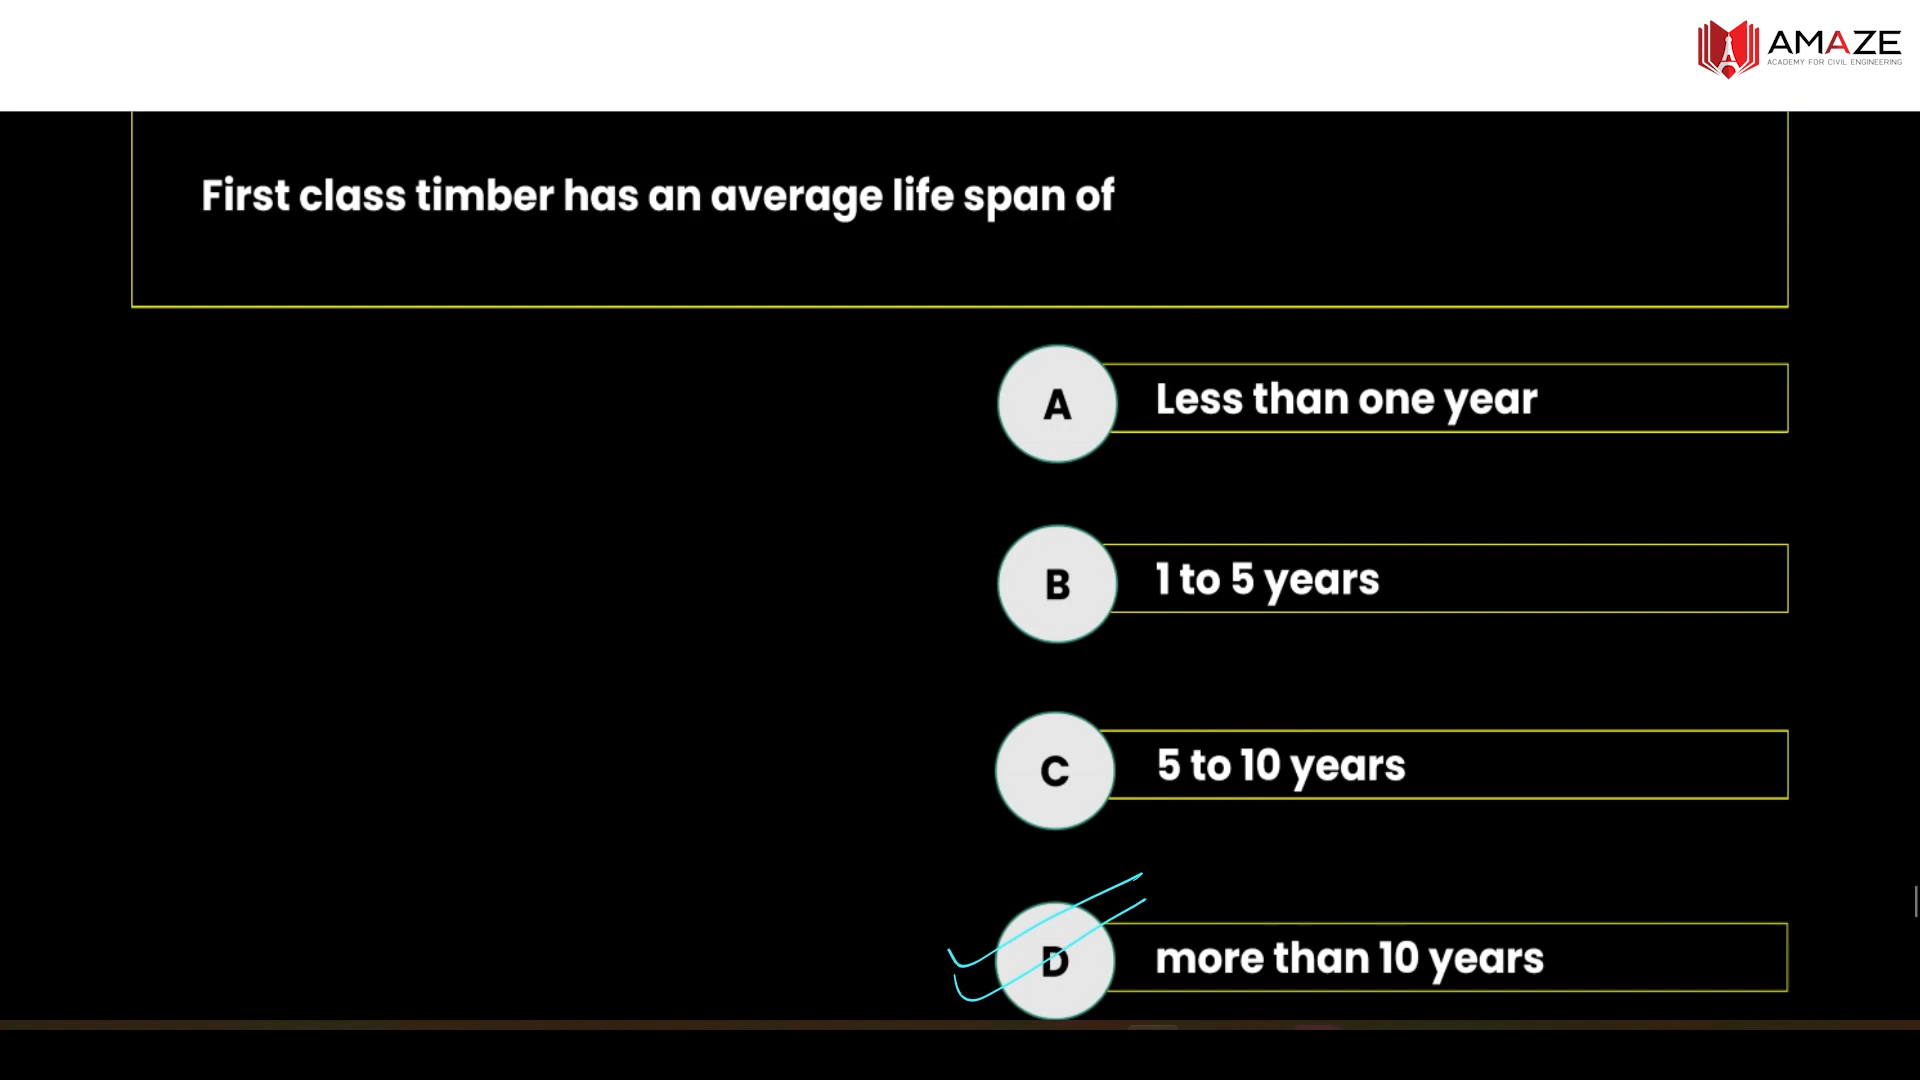 AMAZE
ACADEMY FOR CIVIL ENGINEERING
First class timber has an average life span of
A Less than one year
B 1 to 5 years
C 5 to 10 years
D more than 10 years